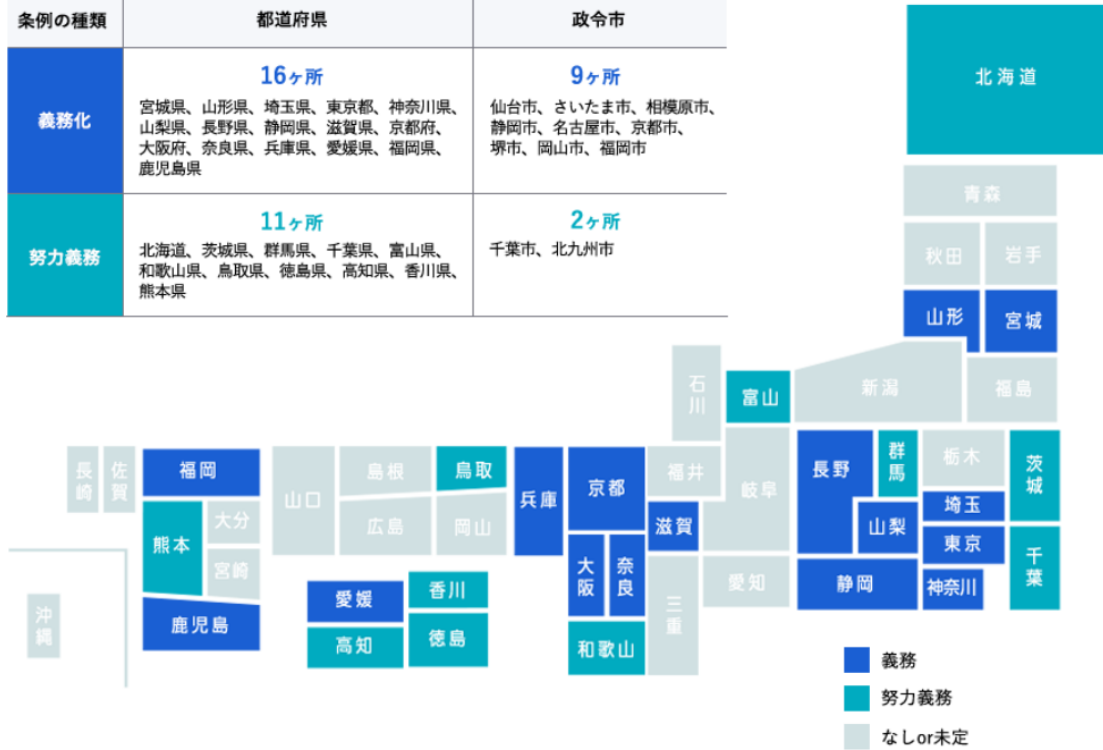 条例の種類
都道府県
政令市
義務化
16ヶ所
宮城県、山形県、埼玉県、東京都、神奈川県、
山梨県、長野県、静岡県、滋賀県、京都府、
大阪府、奈良県、兵庫県、愛媛県、福岡県、
鹿児島県
9ヶ所
仙台市、さいたま市、相模原市、
静岡市、名古屋市、京都市、
堺市、岡山市、福岡市
努力義務
11ヶ所
北海道、茨城県、群馬県、千葉県、富山県、
和歌山県、鳥取県、徳島県、高知県、香川県、
熊本県
2ヶ所
千葉市、北九州市
北海道
青森
秋田
岩手
山形
宮城
石川
富山
新潟
福島
長崎
佐賀
福岡
山口
島根
鳥取
兵庫
京都
福井
岐阜
長野
群馬
栃木
茨城
熊本
大分
広島
岡山
滋賀
山梨
埼玉
東京
宮崎
大阪
奈良
愛知
静岡
神奈川
千葉
沖縄
鹿児島
愛媛
香川
高知
徳島
和歌山
三重
義務
努力義務
なしor未定